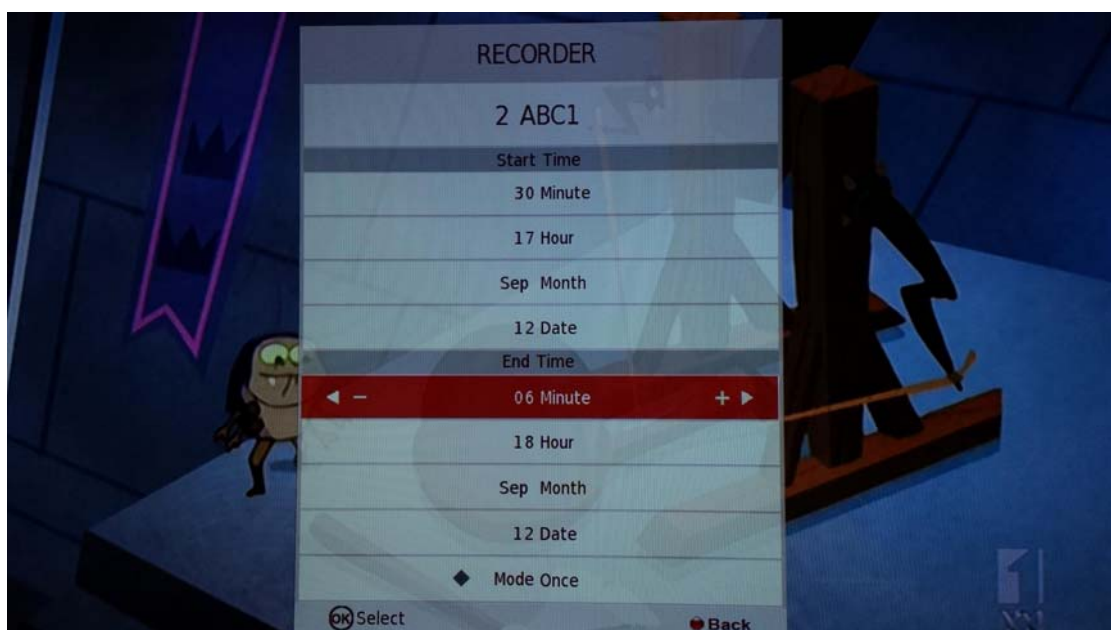 RECORDER
2 ABC1
Start Time
30 Minute
17 Hour
Sep Month
12 Date
End Time
◄ − 06 Minute + ►
18 Hour
Sep Month
12 Date
◆ Mode Once
OK Select
Back
1